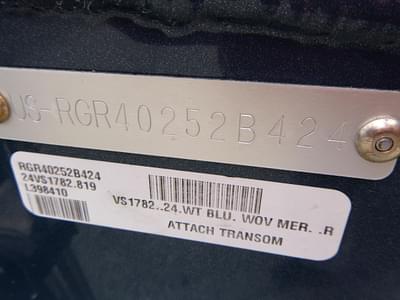 US-RGR40252B424
RGR40252B424
24VS1782.819
L398410
VS1782..24.WT BLU. WOV MER. .R
ATTACH TRANSOM